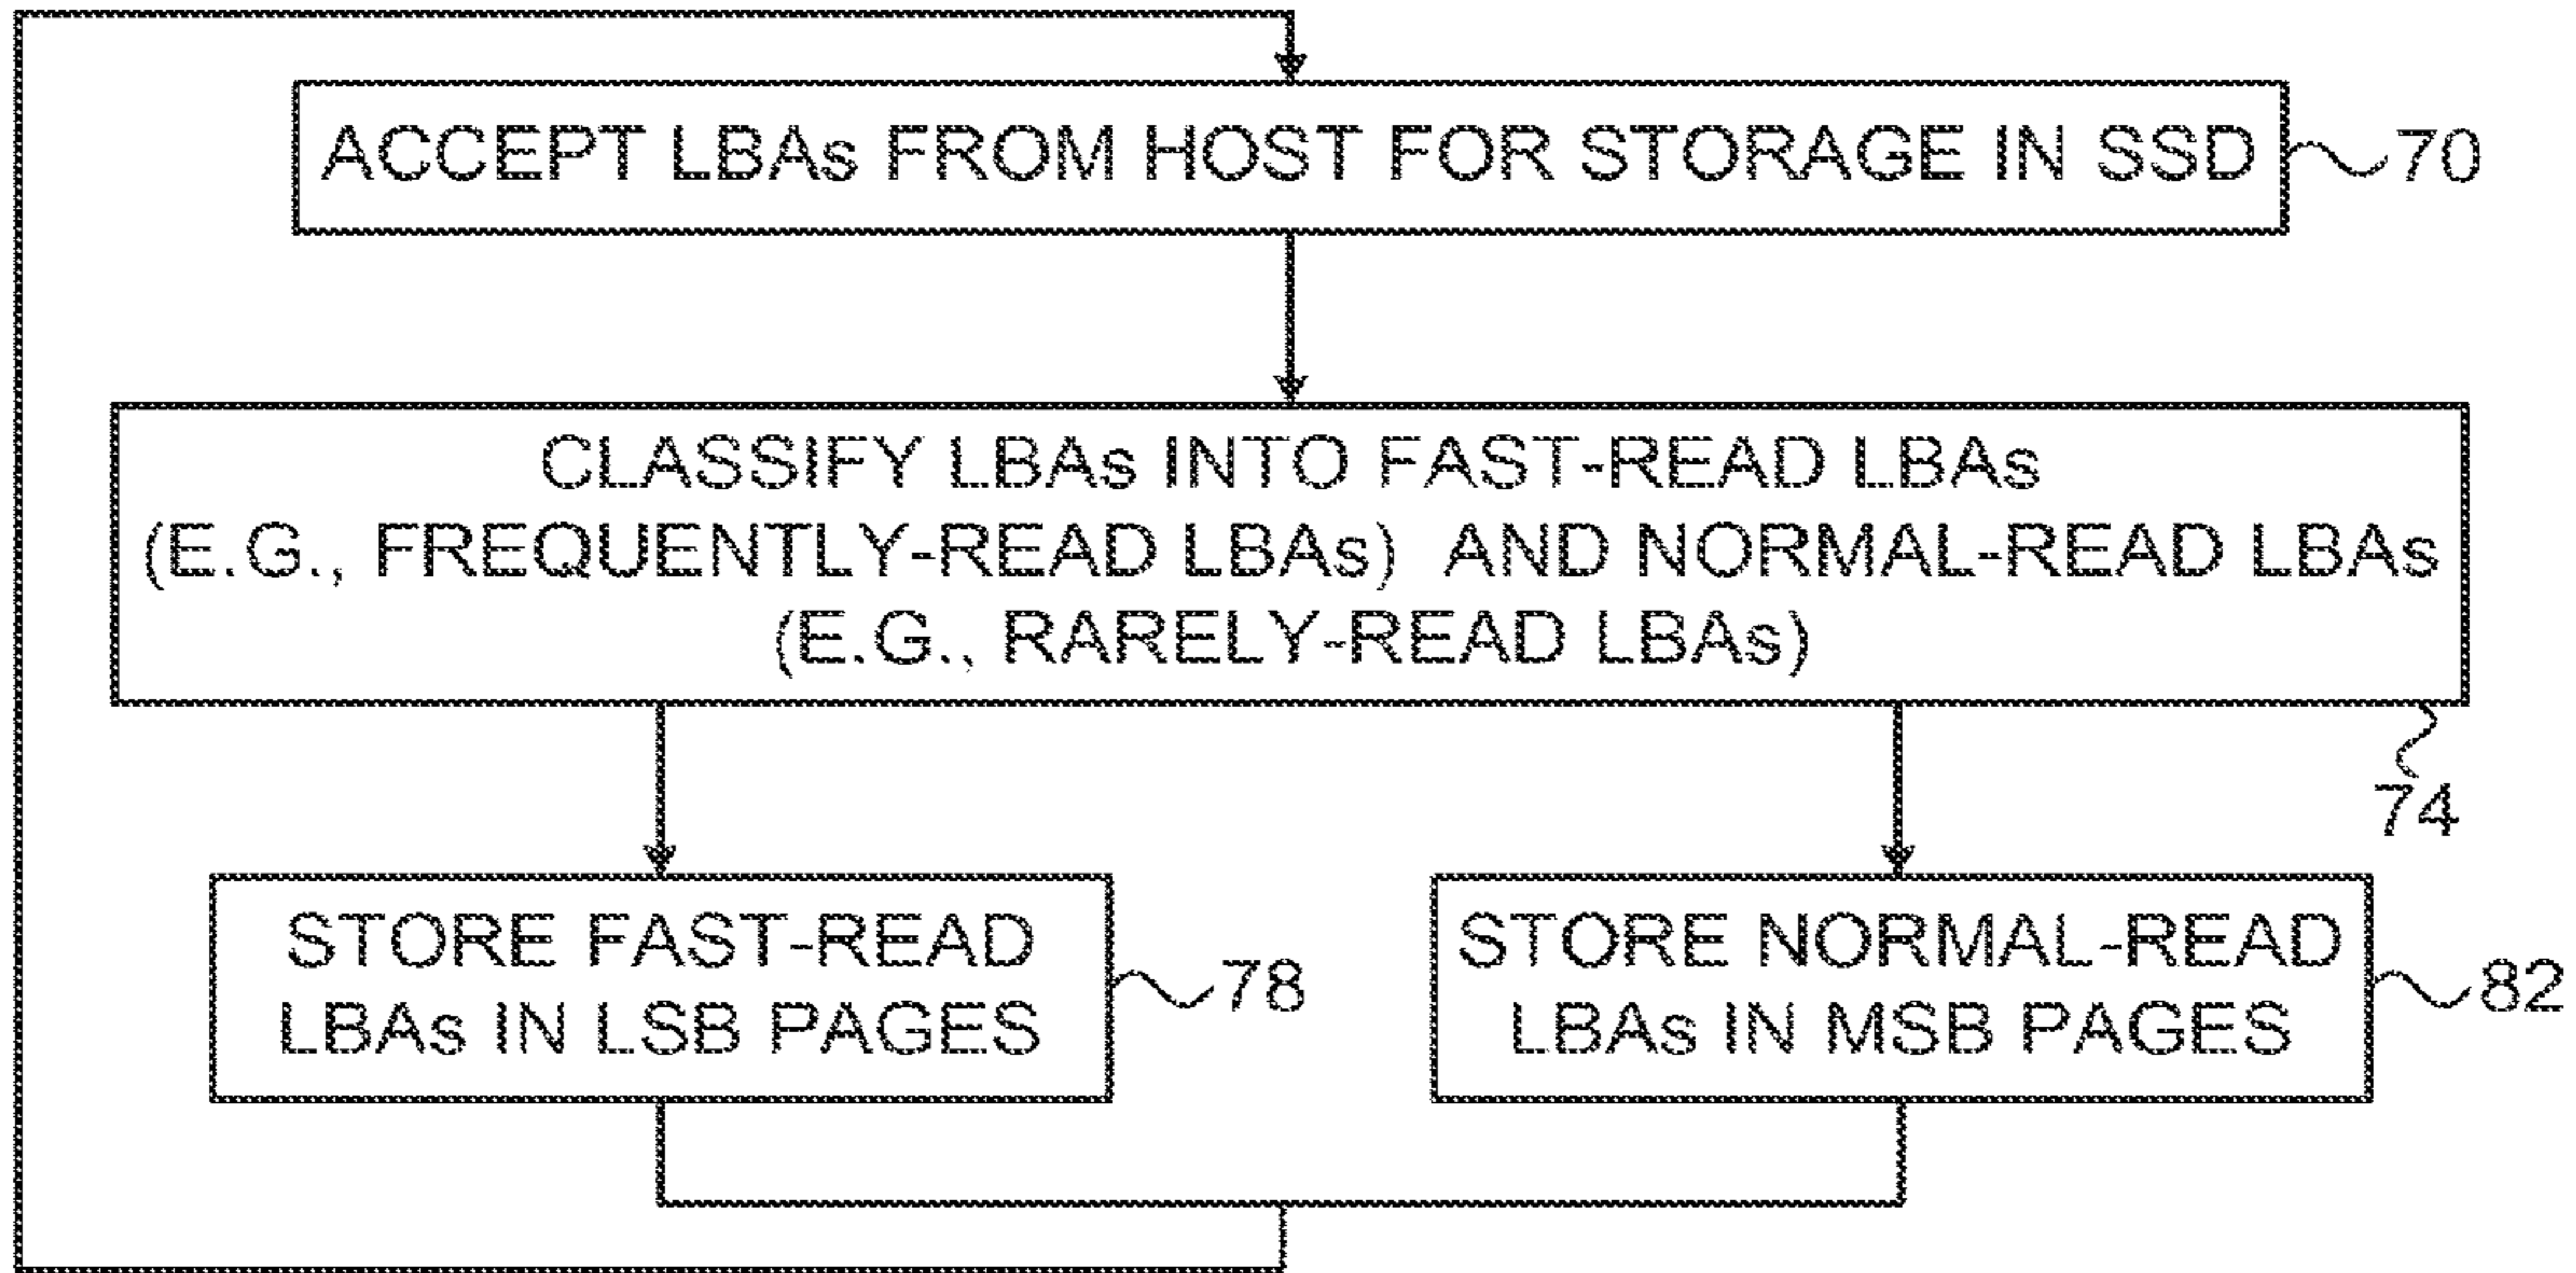 ACCEPT LBAs FROM HOST FOR STORAGE IN SSD
70
CLASSIFY LBAs INTO FAST-READ LBAs
(E.G., FREQUENTLY-READ LBAs) AND NORMAL-READ LBAs
(E.G., RARELY-READ LBAs)
74
STORE FAST-READ
LBAs IN LSB PAGES
78
STORE NORMAL-READ
LBAs IN MSB PAGES
82